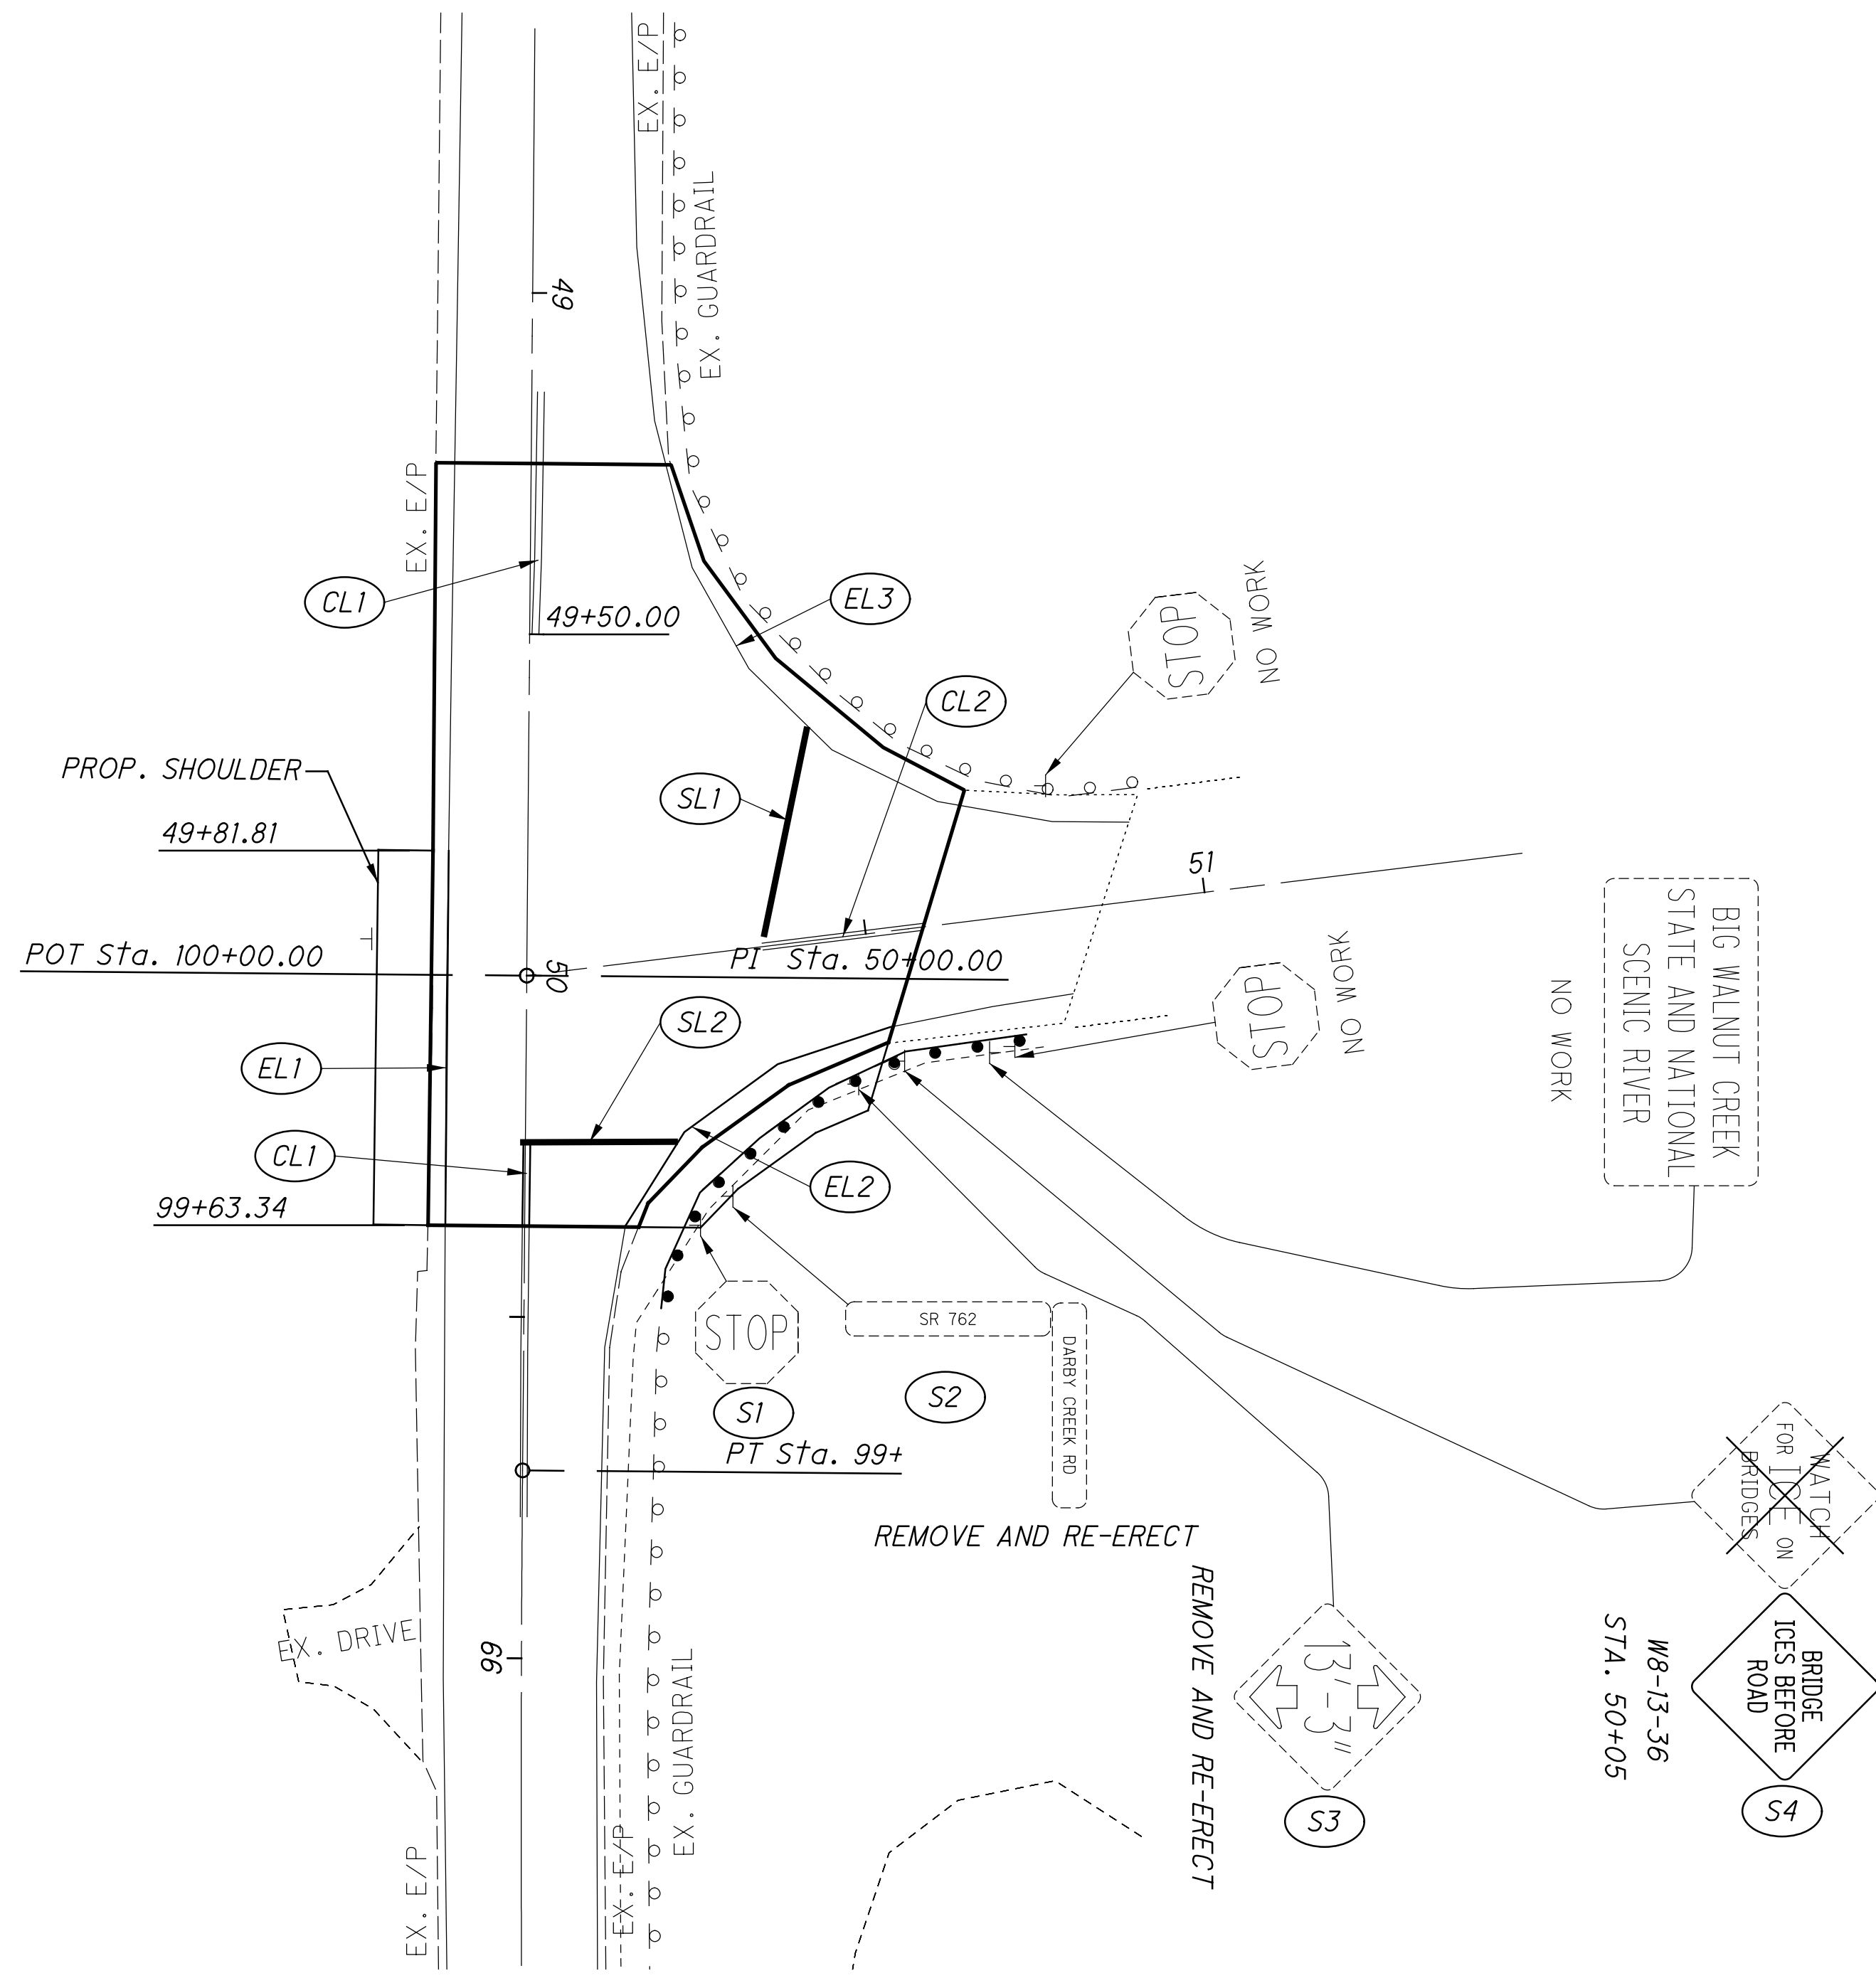 EX. E/P
EX. GUARDRAIL
49
EX. E/P
CL1
49+50.00
EL3
STOP
NO WORK
CL2
PROP. SHOULDER
SL1
49+81.81
51
POT Sta. 100+00.00
50
PI Sta. 50+00.00
STOP
NO WORK
NO WORK
BIG WALNUT CREEK
STATE AND NATIONAL
SCENIC RIVER
SL2
EL1
CL1
EL2
99+63.34
STOP
S1
SR 762
S2
DARBY CREEK RD
PT Sta. 99+
REMOVE AND RE-ERECT
WATCH
FOR ICE ON
BRIDGES
EX. DRIVE
99
EX. GUARDRAIL
REMOVE AND RE-ERECT
13'-3"
S3
BRIDGE
ICES BEFORE
ROAD
W8-13-36
STA. 50+05
S4
EX. E/P
EX. E/P